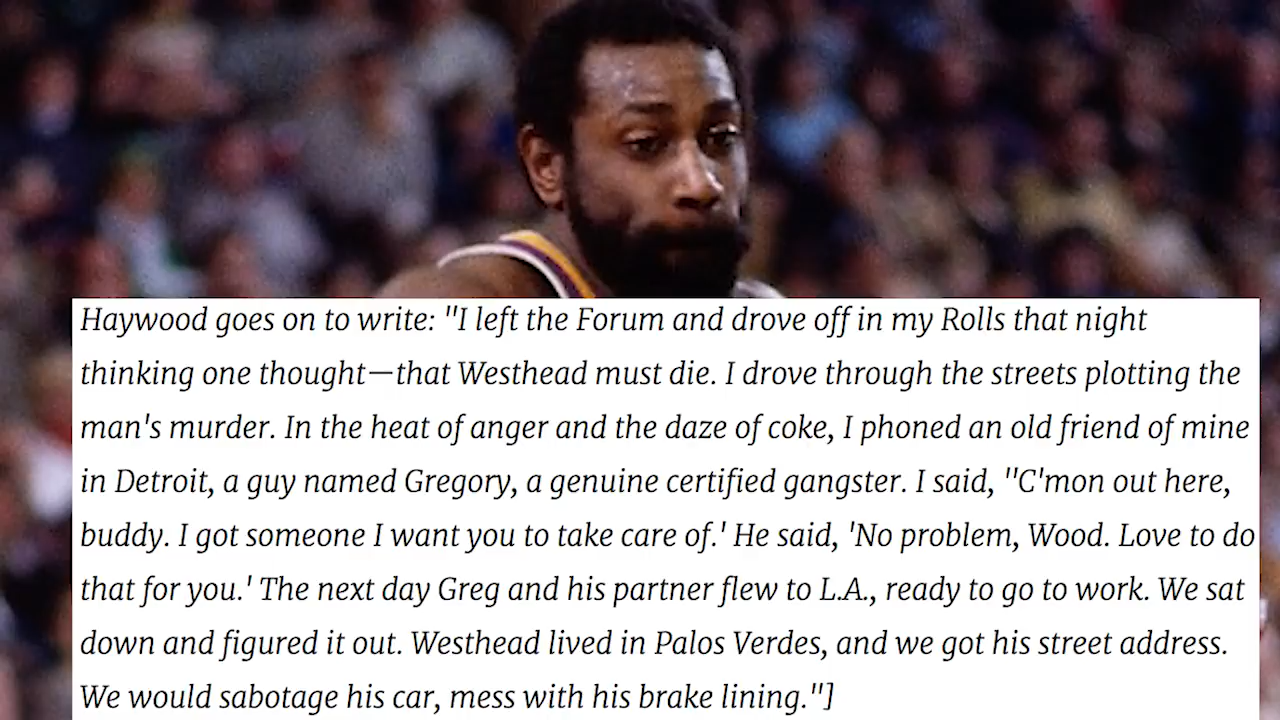 Haywood goes on to write: "I left the Forum and drove off in my Rolls that night
thinking one thought—that Westhead must die. I drove through the streets plotting the
man's murder. In the heat of anger and the daze of coke, I phoned an old friend of mine
in Detroit, a guy named Gregory, a genuine certified gangster. I said, "C'mon out here,
buddy. I got someone I want you to take care of.' He said, 'No problem, Wood. Love to do
that for you.' The next day Greg and his partner flew to L.A., ready to go to work. We sat
down and figured it out. Westhead lived in Palos Verdes, and we got his street address.
We would sabotage his car, mess with his brake lining."]